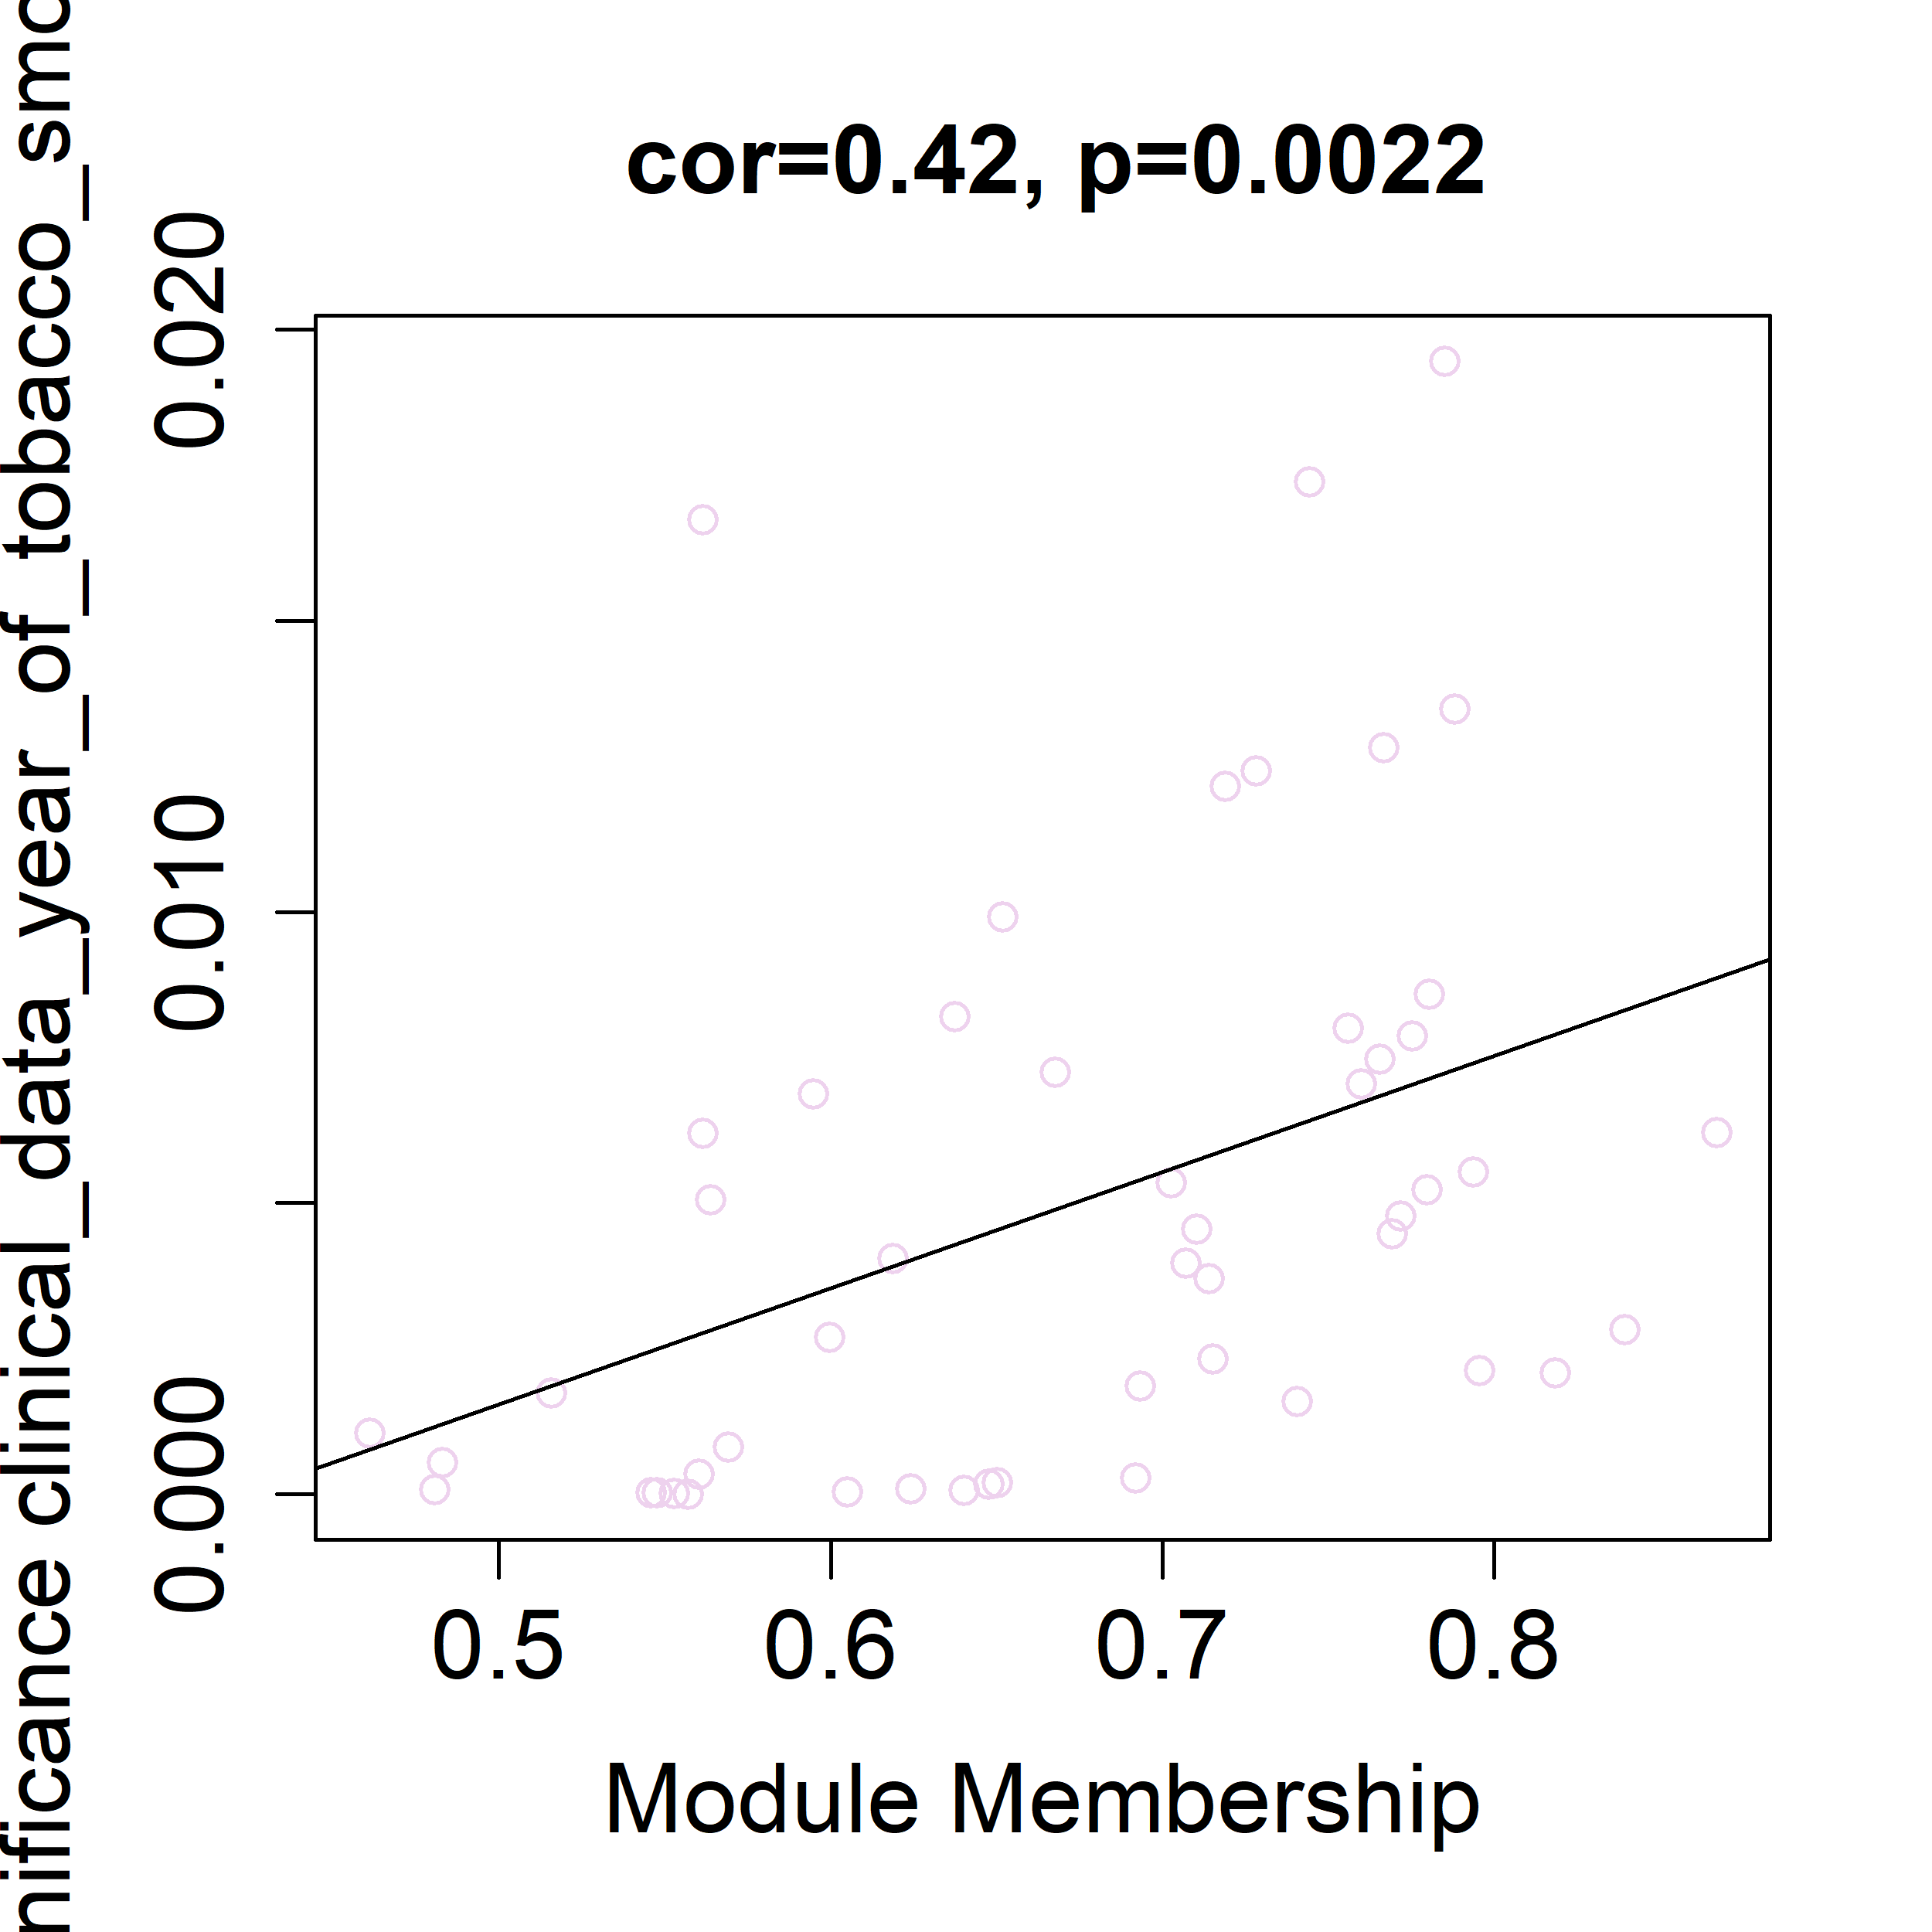 cor=0.42, p=0.0022
nificance clinical_data_year_of_tobacco_smo
0.020
0.010
0.000
0.5 0.6 0.7 0.8
Module Membership